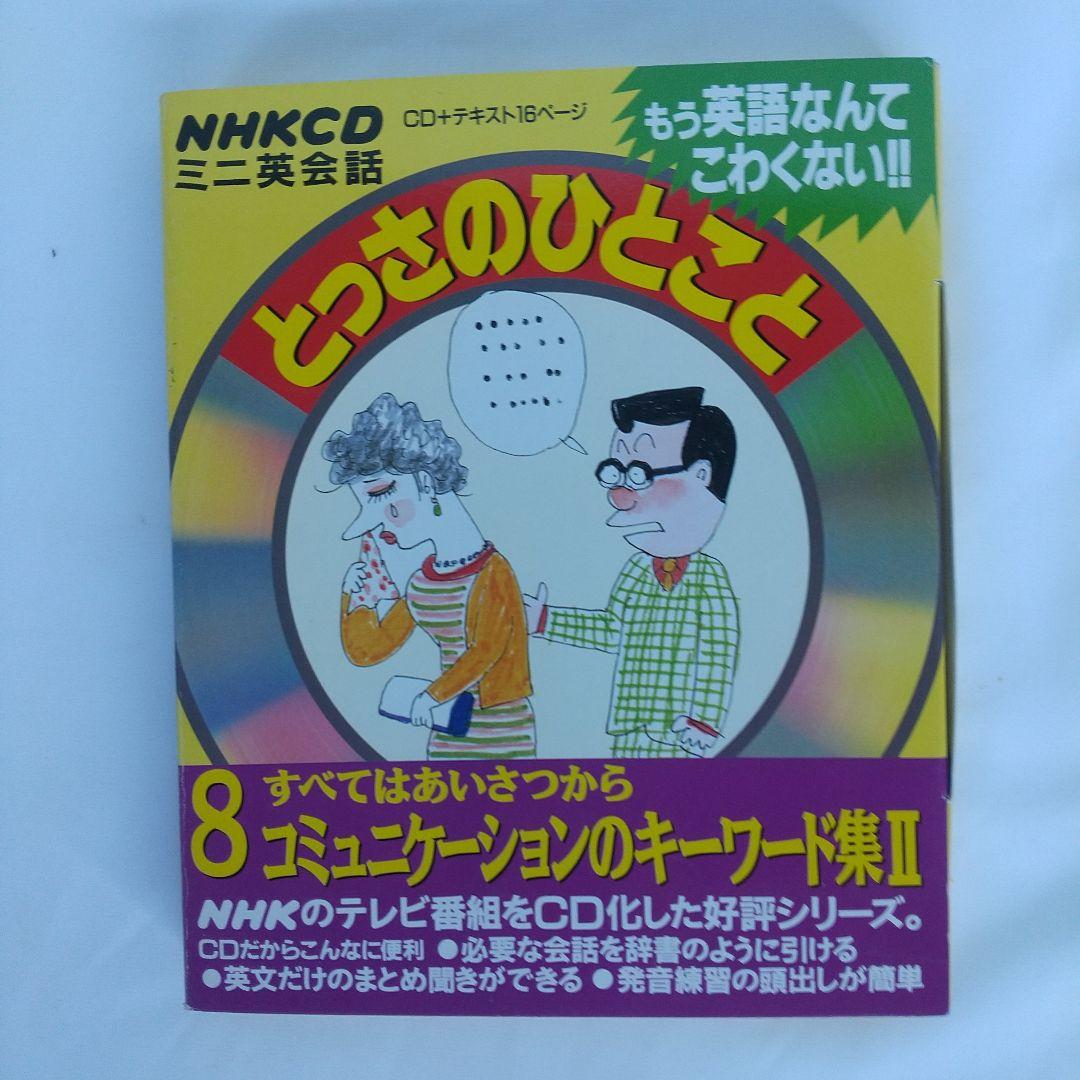 NHKCD
ミニ英会話
CD+テキスト16ページ
もう英語なんて
こわくない!!
とっさのひとこと
8 すべてはあいさつから
コミュニケーションのキーワード集II
NHKのテレビ番組をCD化した好評シリーズ。
CDだからこんなに便利 ●必要な会話を辞書のように引ける
●英文だけのまとめ聞きができる ●発音練習の頭出しが簡単